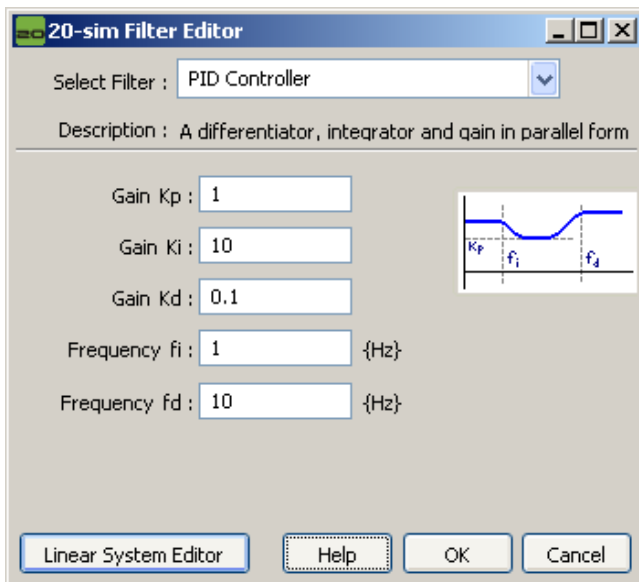 20 20-sim Filter Editor
Select Filter : PID Controller
Description : A differentiator, integrator and gain in parallel form
Gain Kp : 1
Gain Ki : 10
Gain Kd : 0.1
Frequency fi : 1 {Hz}
Frequency fd : 10 {Hz}
Kp fi fd
Linear System Editor Help OK Cancel